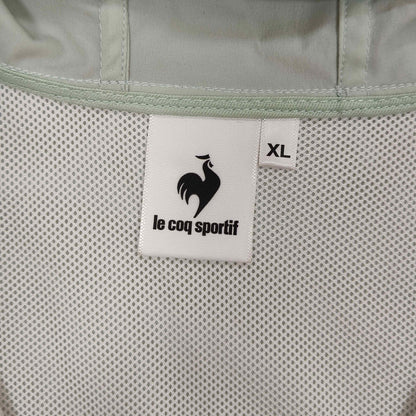 XL
le coq sportif